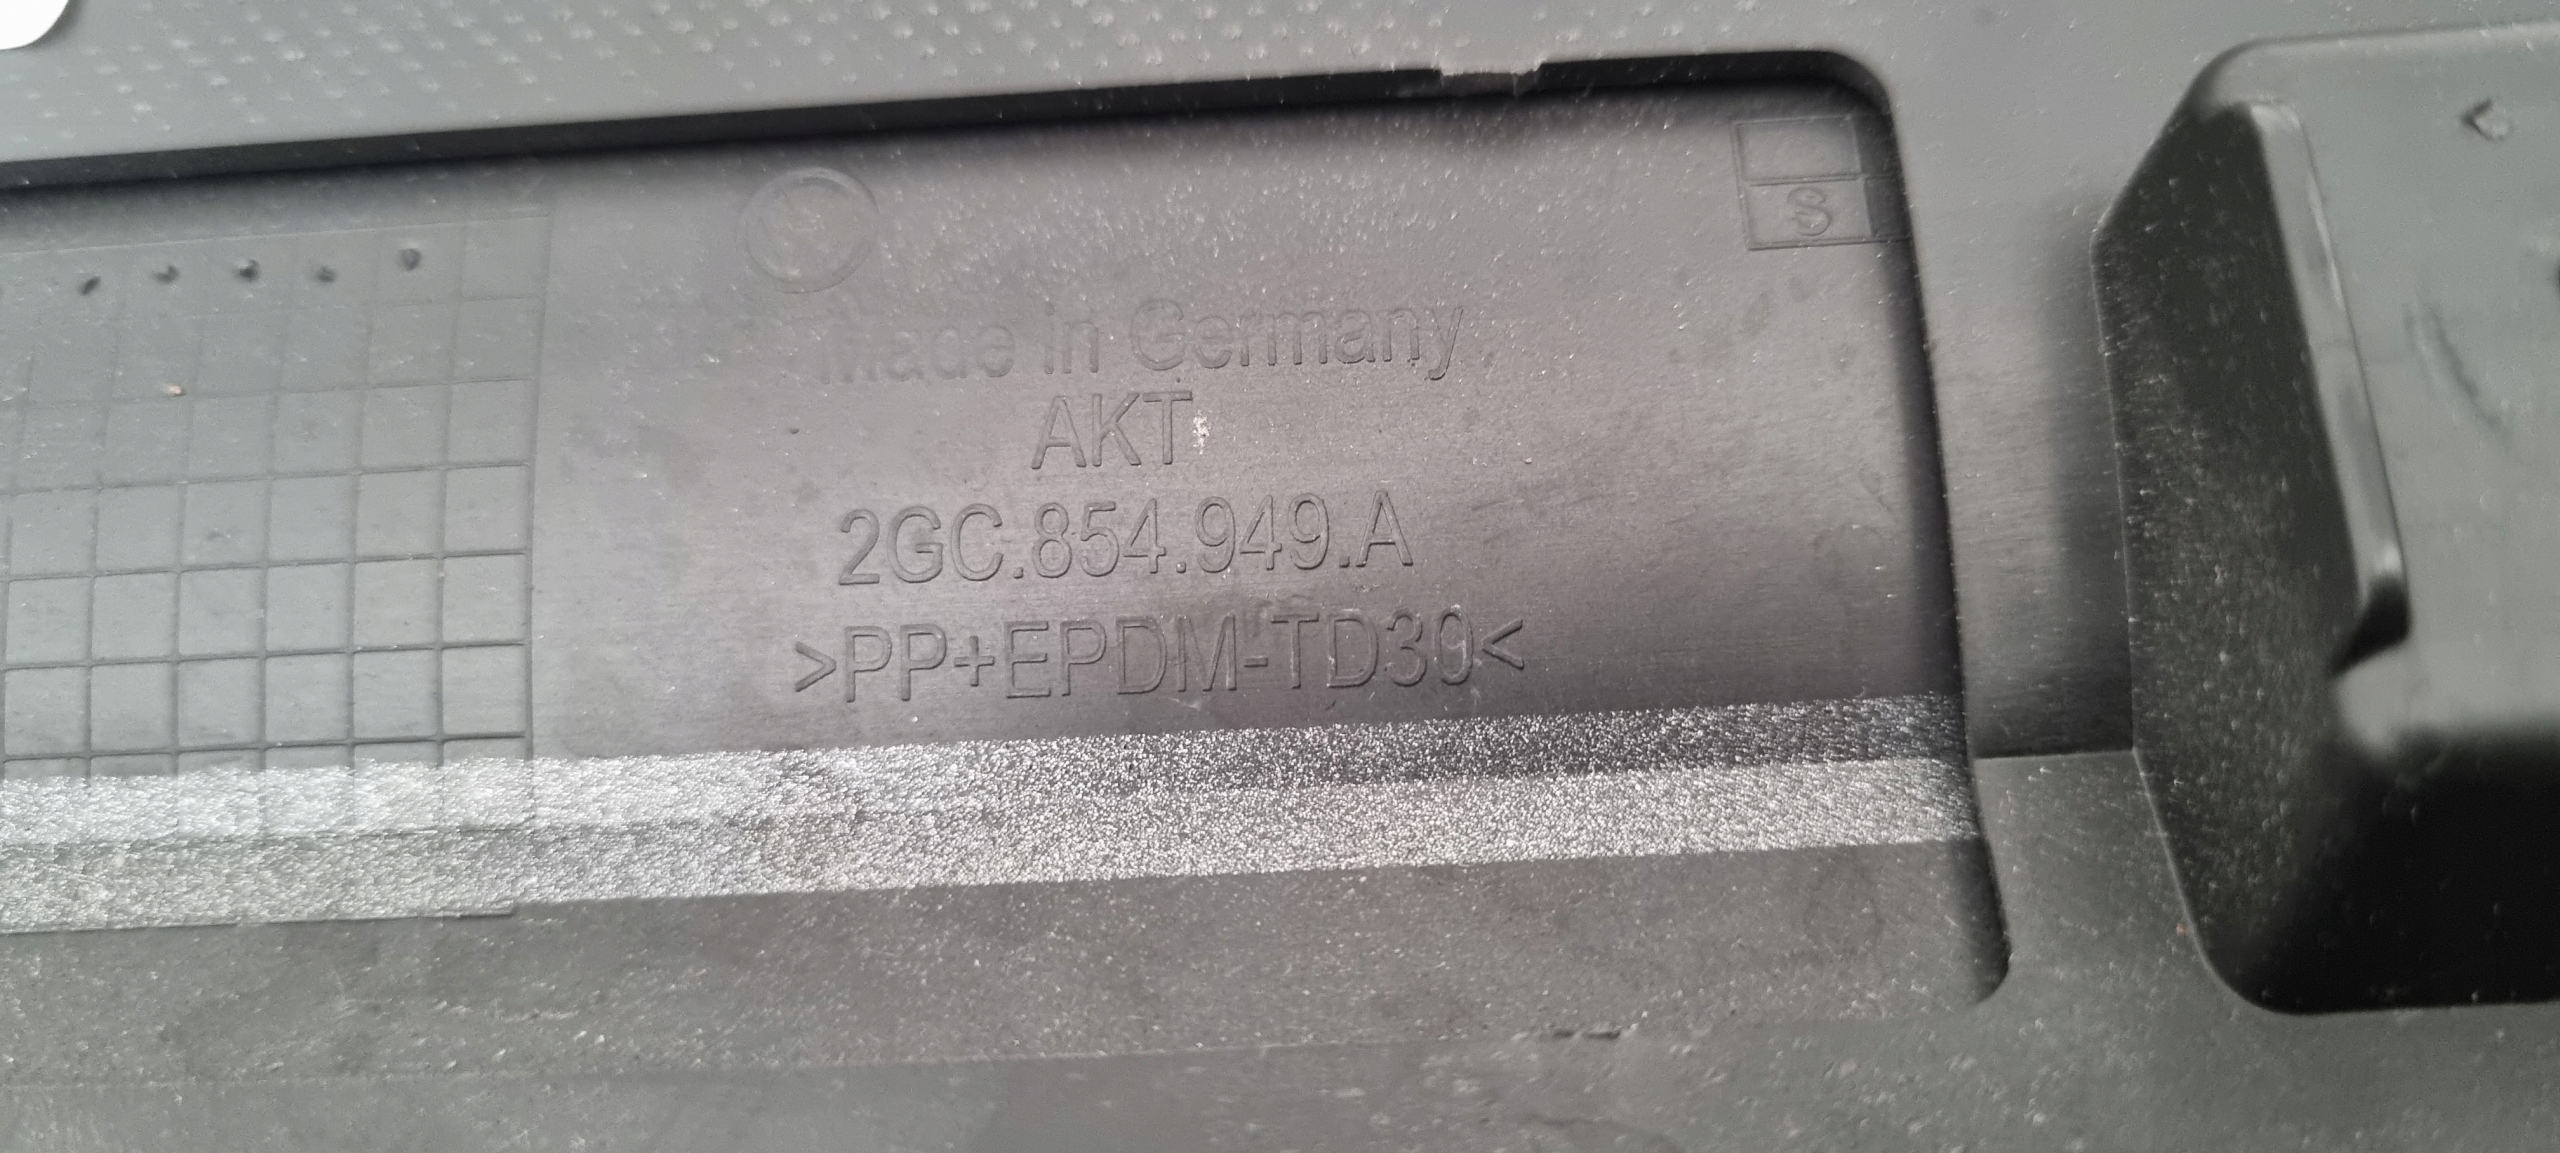 S
Made in Germany
AKT
2GC.854.949.A
>PP+EPDM-TD30<